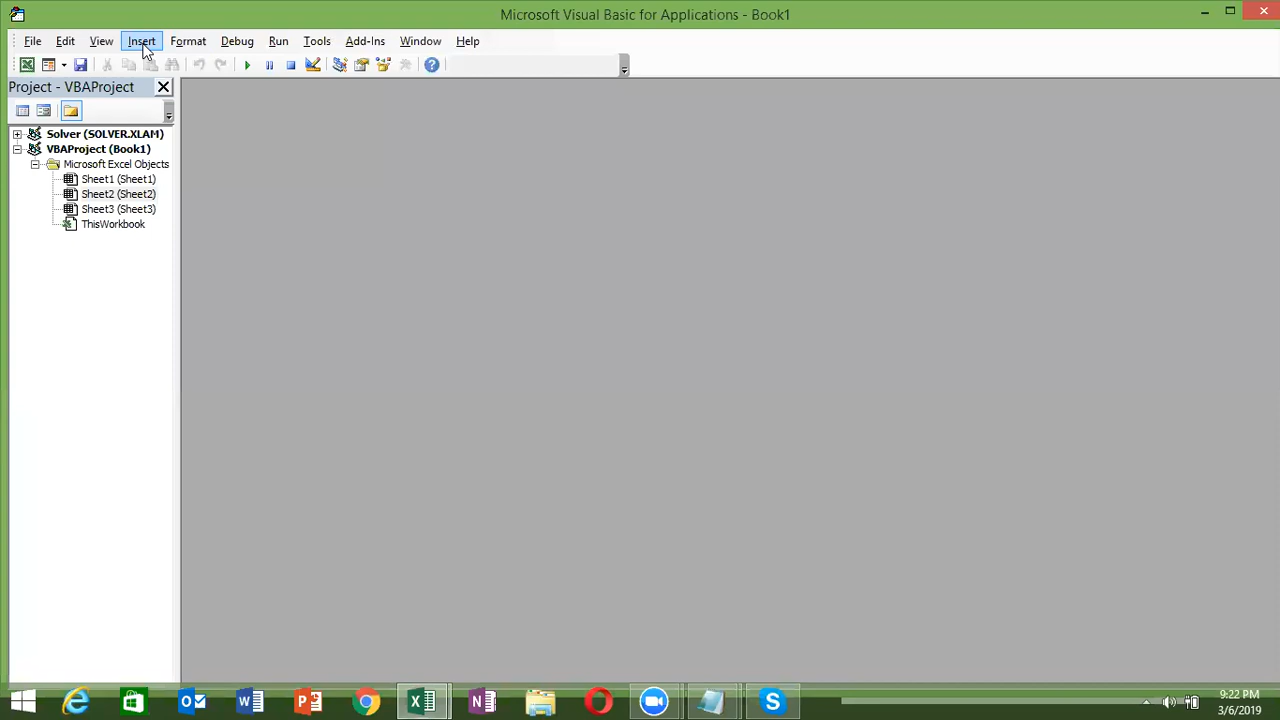 Microsoft Visual Basic for Applications - Book1
File Edit View Insert Format Debug Run Tools Add-Ins Window Help
Project - VBAProject
Solver (SOLVER.XLAM)
VBAProject (Book1)
Microsoft Excel Objects
Sheet1 (Sheet1)
Sheet2 (Sheet2)
Sheet3 (Sheet3)
ThisWorkbook
9:22 PM
3/6/2019